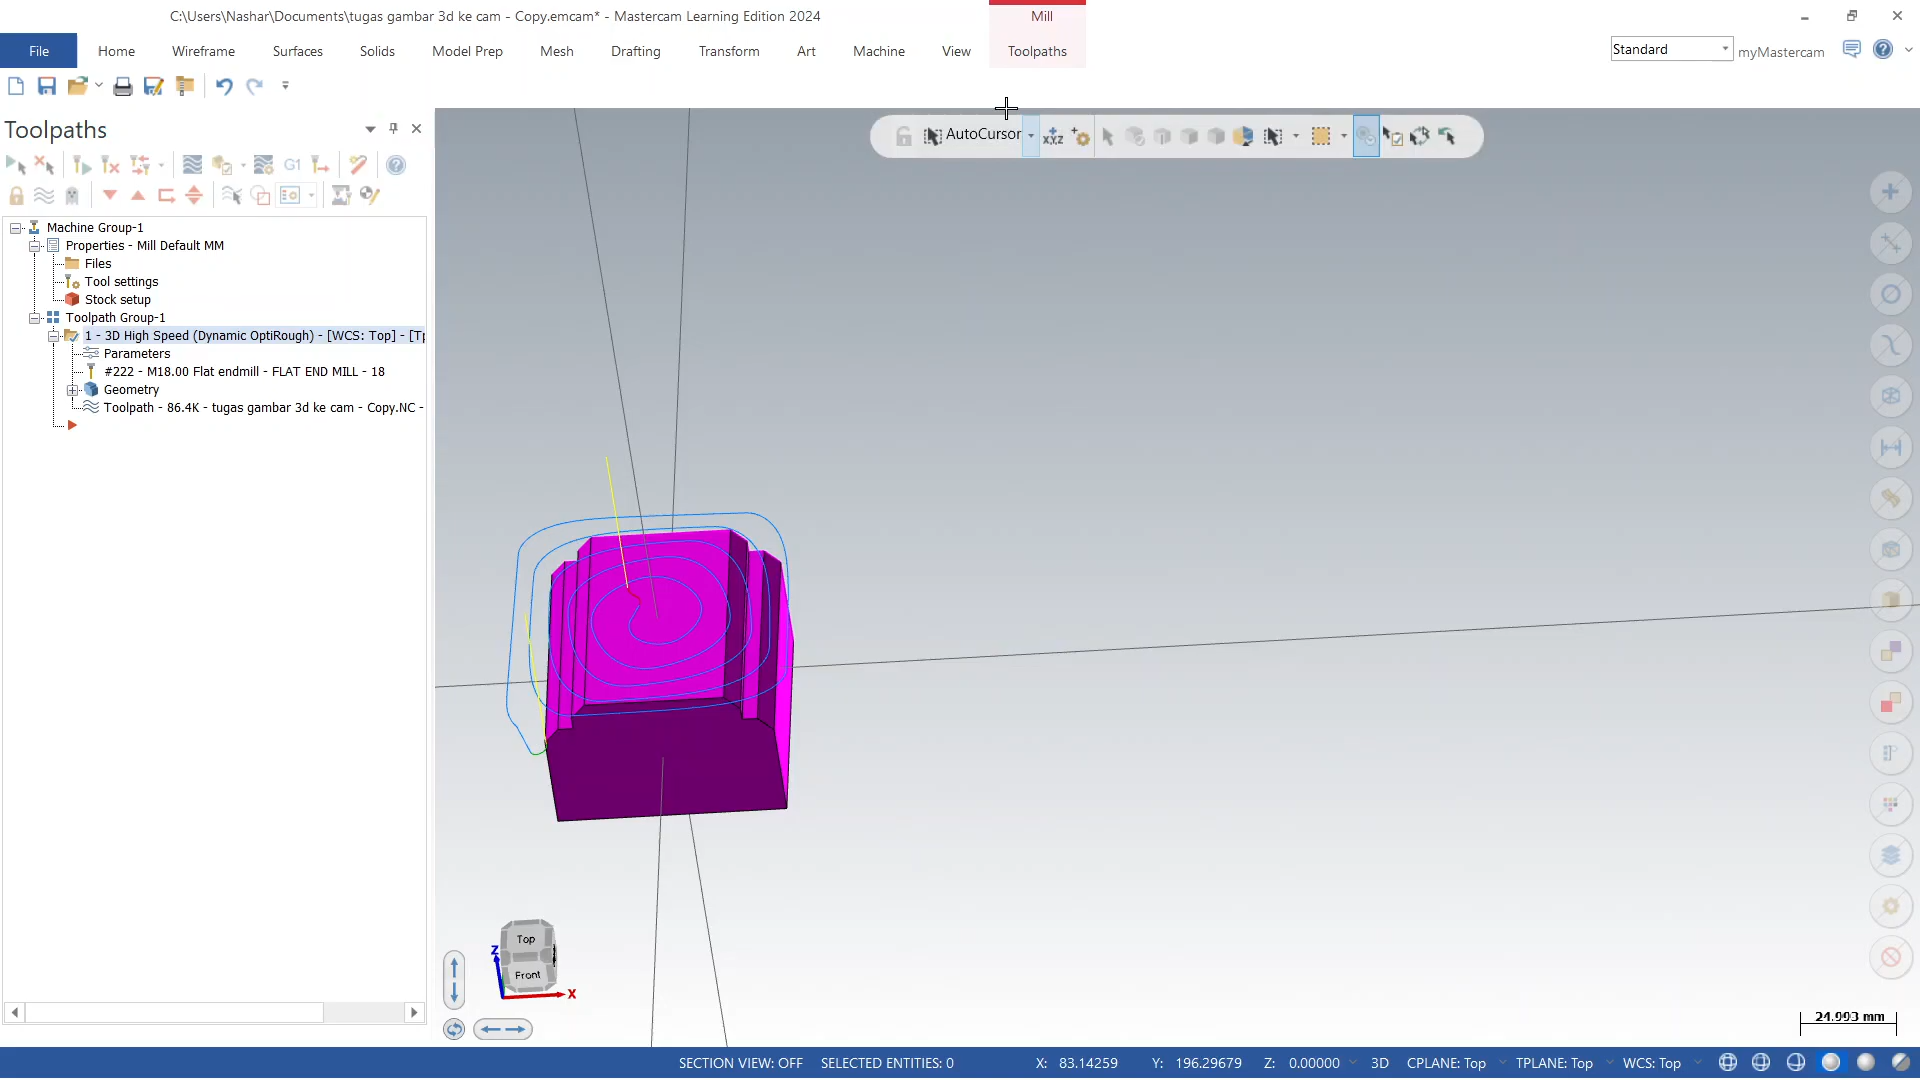 C:\Users\Nashar\Documents\tugas gambar 3d ke cam - Copy.emcam* - Mastercam Learning Edition 2024
Mill
File Home Wireframe Surfaces Solids Model Prep Mesh Drafting Transform Art Machine View Toolpaths
Standard
myMastercam
Toolpaths
AutoCursor
G1
Machine Group-1
Properties - Mill Default MM
Files
Tool settings
Stock setup
Toolpath Group-1
1 - 3D High Speed (Dynamic OptiRough) - [WCS: Top] - [Tp
Parameters
#222 - M18.00 Flat endmill - FLAT END MILL - 18
Geometry
Toolpath - 86.4K - tugas gambar 3d ke cam - Copy.NC -
Top
Front
Z
X
24.993 mm
SECTION VIEW: OFF SELECTED ENTITIES: 0 X: 83.14259 Y: 196.29679 Z: 0.00000 3D CPLANE: Top TPLANE: Top WCS: Top